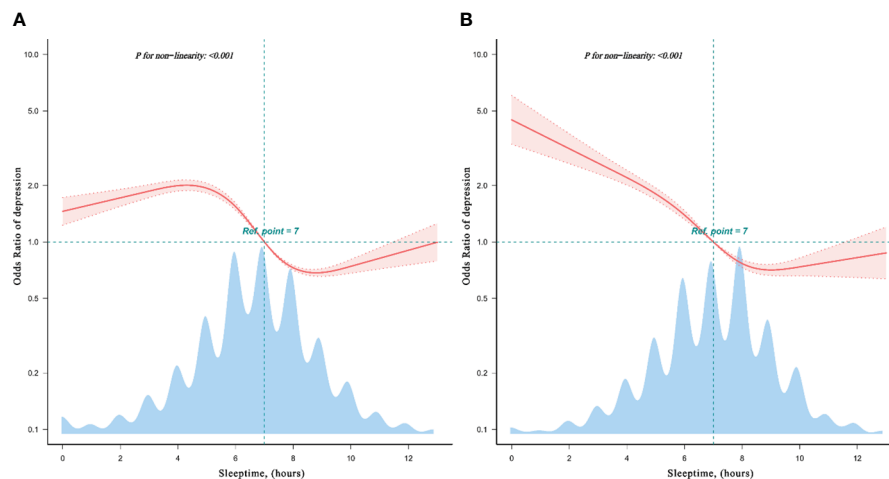 A
P for non-linearity: <0.001
10.0
5.0
2.0
1.0
0.5
0.2
0.1
Odds Ratio of depression
Ref. point = 7
0
2
4
6
8
10
12
Sleeptime, (hours)
B
P for non-linearity: <0.001
10.0
5.0
2.0
1.0
0.5
0.2
0.1
Odds Ratio of depression
Ref. point = 7
0
2
4
6
8
10
12
Sleeptime, (hours)